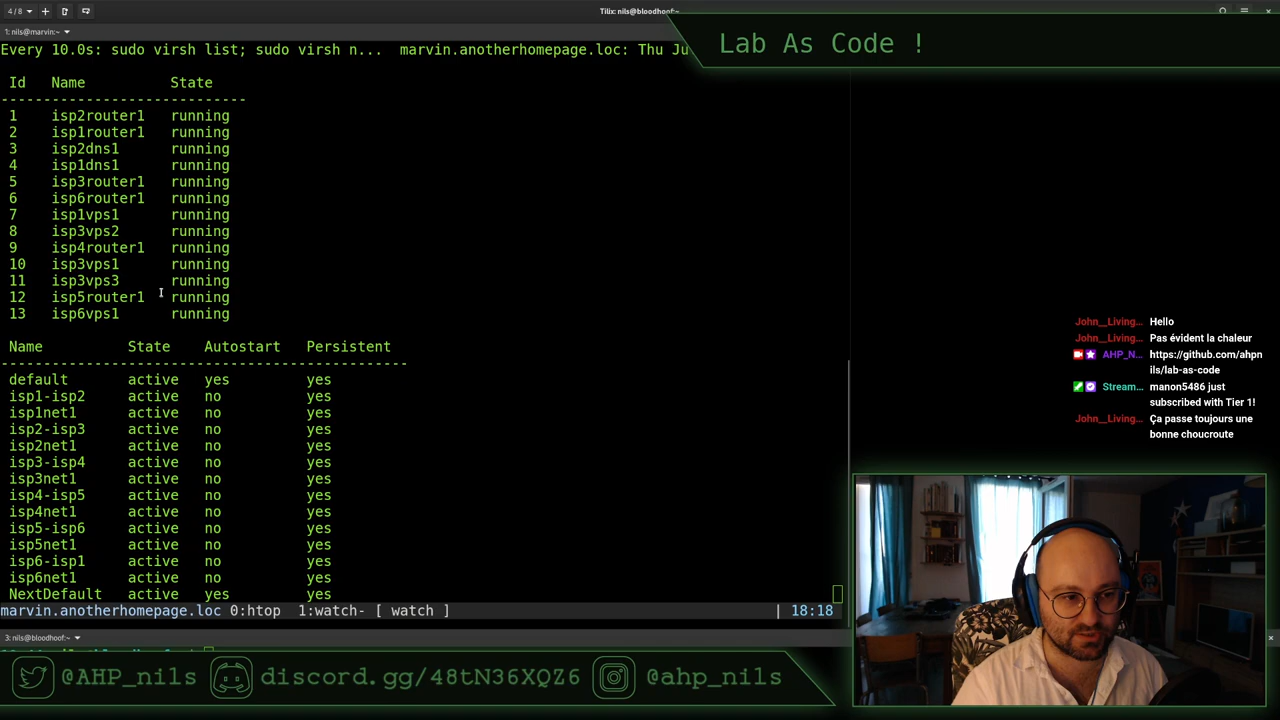 4 / 8
Tilix: nils@bloodhoof:~
1: nils@marvin:~
Every 10.0s: sudo virsh list; sudo virsh n... marvin.anotherhomepage.loc: Thu Ju
Lab As Code !
Id Name State
1 isp2router1 running
2 isp1router1 running
3 isp2dns1 running
4 isp1dns1 running
5 isp3router1 running
6 isp6router1 running
7 isp1vps1 running
8 isp3vps2 running
9 isp4router1 running
10 isp3vps1 running
11 isp3vps3 running
12 isp5router1 running
13 isp6vps1 running
Name State Autostart Persistent
default active yes yes
isp1-isp2 active no yes
isp1net1 active no yes
isp2-isp3 active no yes
isp2net1 active no yes
isp3-isp4 active no yes
isp3net1 active no yes
isp4-isp5 active no yes
isp4net1 active no yes
isp5-isp6 active no yes
isp5net1 active no yes
isp6-isp1 active no yes
isp6net1 active no yes
NextDefault active yes yes
marvin.anotherhomepage.loc 0:htop 1:watch- [ watch ] | 18:18
3: nils@bloodhoof:~
John__Living... Hello
John__Living... Pas évident la chaleur
AHP_N... https://github.com/ahpn
ils/lab-as-code
Stream... manon5486 just
subscribed with Tier 1!
John__Living... Ça passe toujours une
bonne choucroute
@AHP_nils discord.gg/48tN36XQZ6 @ahp_nils